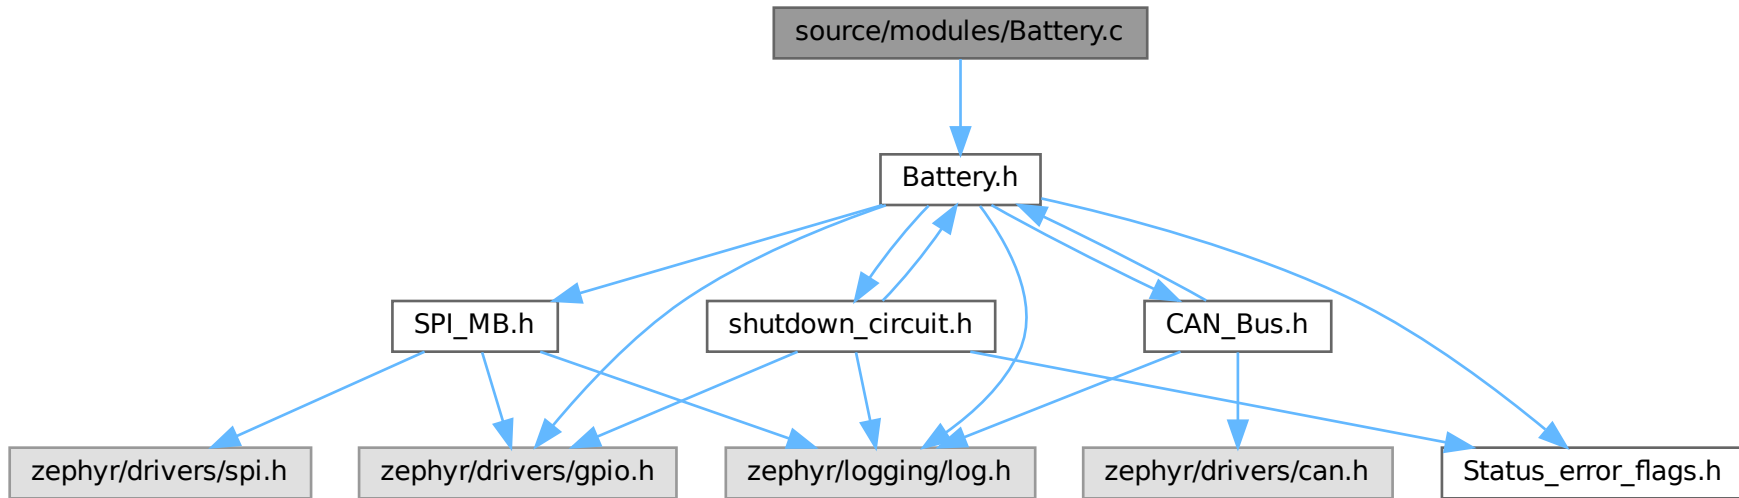 source/modules/Battery.c
Battery.h
SPI_MB.h
shutdown_circuit.h
CAN_Bus.h
zephyr/drivers/spi.h
zephyr/drivers/gpio.h
zephyr/logging/log.h
zephyr/drivers/can.h
Status_error_flags.h